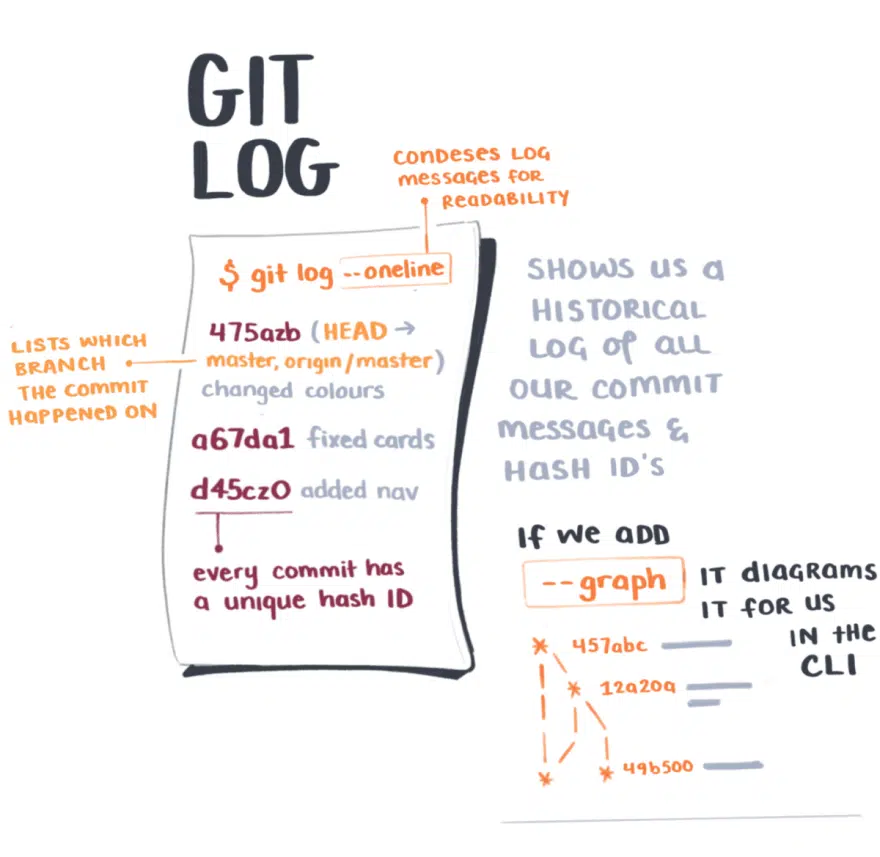 GIT
LOG
CONDESES LOG
MESSAGES FOR
READABILITY
$ git log --oneline
475azb (HEAD →
master, origin/master)
changed colours
a67da1 fixed cards
d45cz0 added nav
every commit has
a unique hash ID
LISTS WHICH
BRANCH
THE COMMIT
HAPPENED ON
SHOWS US A
HISTORICAL
LOG OF ALL
OUR COMMIT
MESSAGES &
HASH ID'S
IF WE ADD
--graph
IT DIAGRAMS
IT FOR US
IN THE
CLI
* 457abc
* 12a20a
* * 49b500